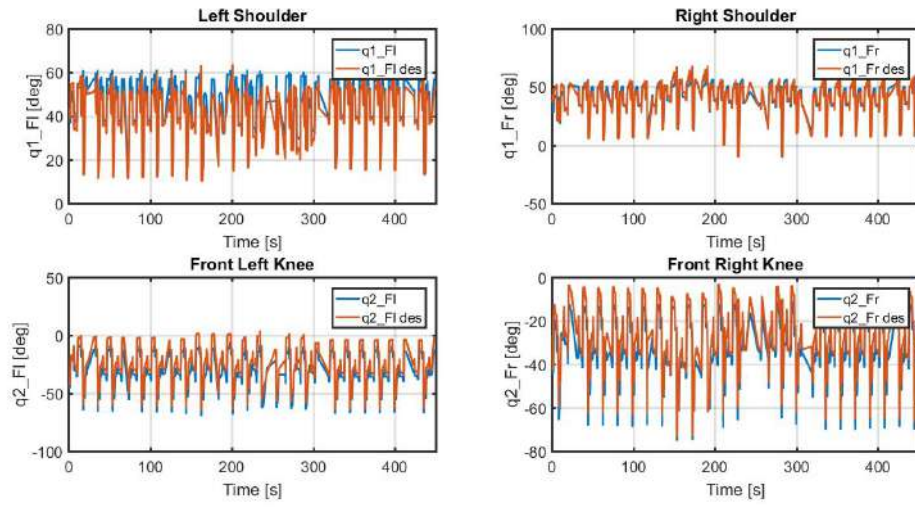 Left Shoulder
80
60
40
20
0
q1_Fl [deg]
q1_Fl
q1_Fl des
0 100 200 300 400
Time [s]
Right Shoulder
100
50
0
-50
q1_Fr [deg]
q1_Fr
q1_Fr des
0 100 200 300 400
Time [s]
Front Left Knee
50
0
-50
-100
q2_Fl [deg]
q2_Fl
q2_Fl des
0 100 200 300 400
Time [s]
Front Right Knee
0
-20
-40
-60
-80
q2_Fr [deg]
q2_Fr
q2_Fr des
0 100 200 300 400
Time [s]